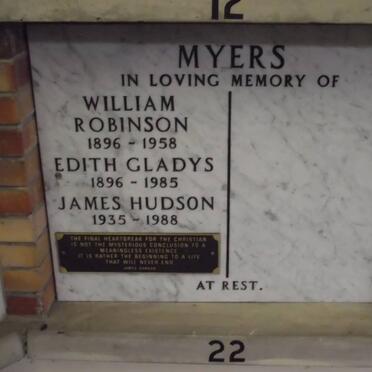 12
MYERS
IN LOVING MEMORY OF
WILLIAM
ROBINSON
1896 - 1958
EDITH GLADYS
1896 - 1985
JAMES HUDSON
1935 - 1988
THE FINAL HEARTBREAK FOR THE CHRISTIAN
IS NOT THE MYSTERIOUS CONCLUSION TO A
MEANINGLESS EXISTENCE
IT IS RATHER THE BEGINNING TO A LIFE
THAT WILL NEVER END
JAMES
AT REST.
22